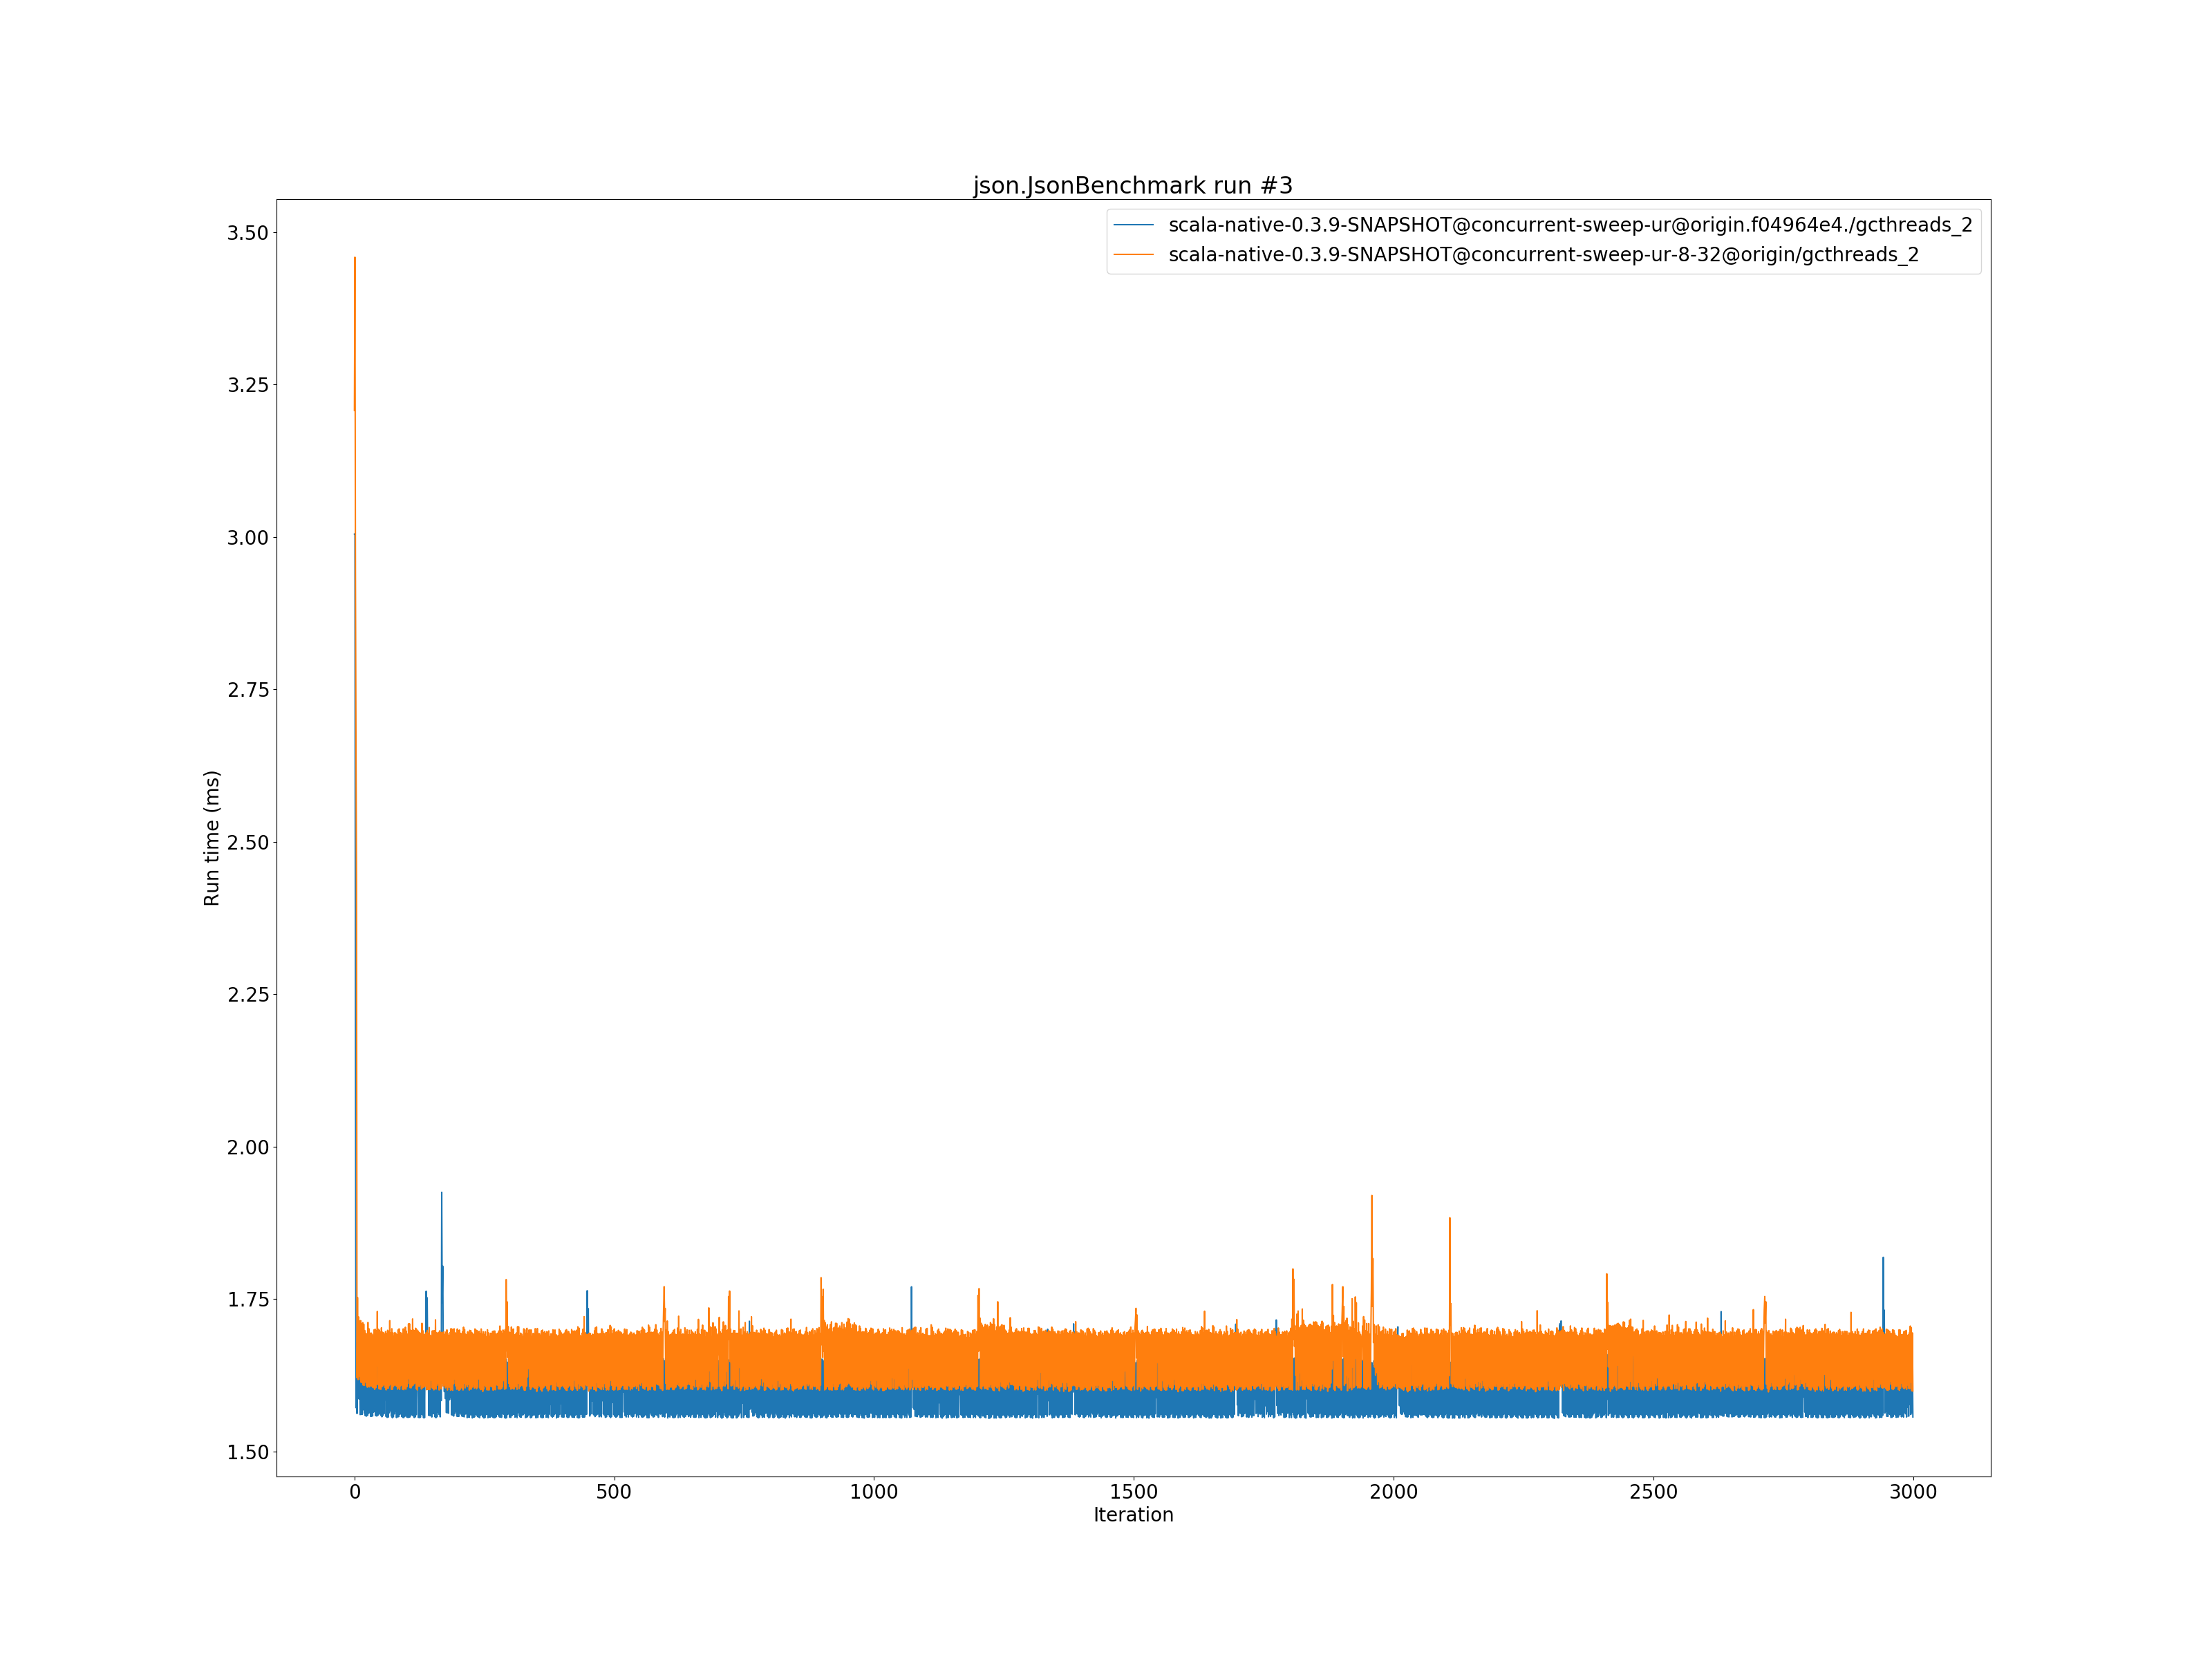 json.JsonBenchmark run #3
scala-native-0.3.9-SNAPSHOT@concurrent-sweep-ur@origin.f04964e4./gcthreads_2
scala-native-0.3.9-SNAPSHOT@concurrent-sweep-ur-8-32@origin/gcthreads_2
3.50
3.25
3.00
2.75
2.50
2.25
2.00
1.75
1.50
Run time (ms)
0 500 1000 1500 2000 2500 3000
Iteration